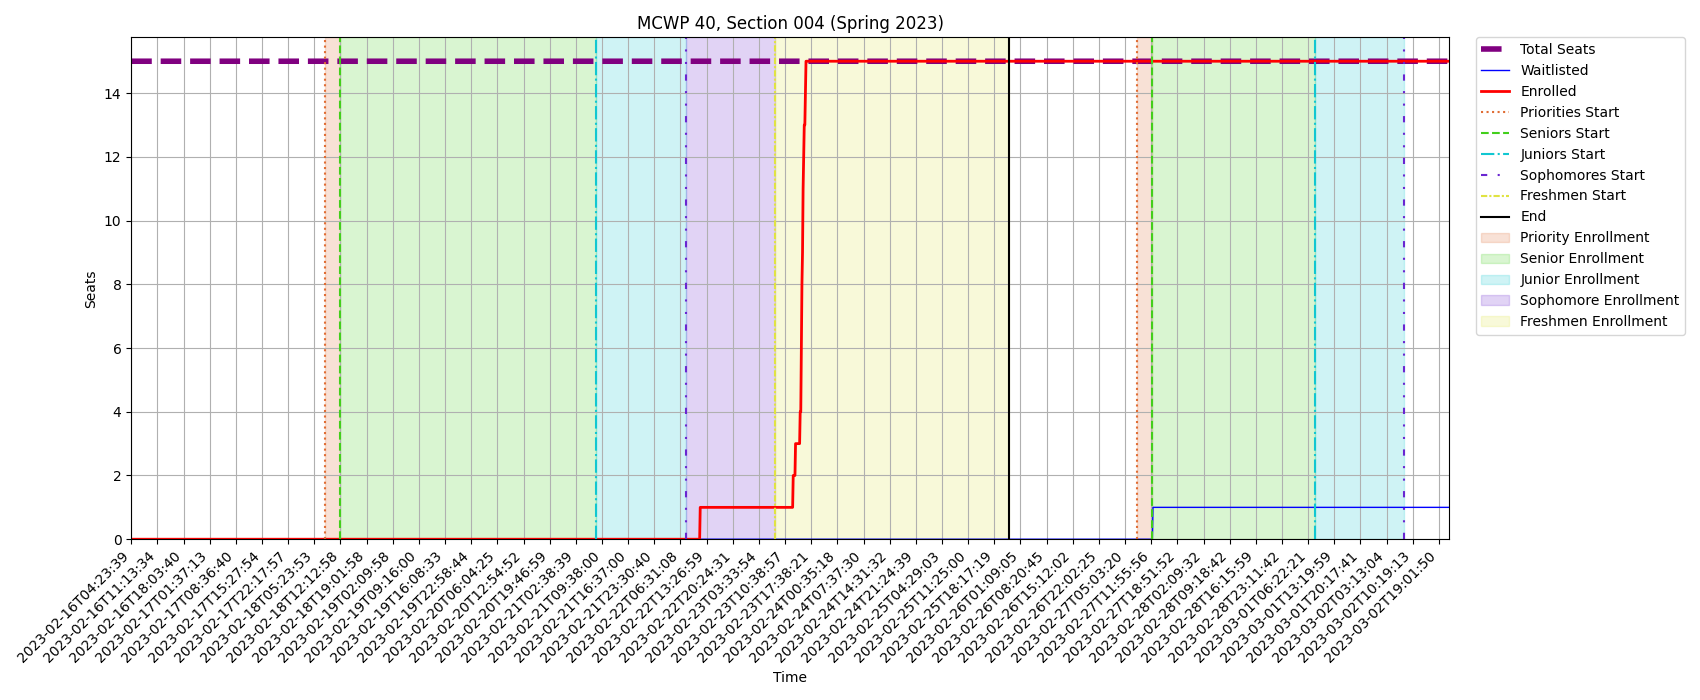 MCWP 40, Section 004 (Spring 2023)
Seats
14
12
10
8
6
4
2
0
2023-02-16T04:23:39
2023-02-16T11:13:34
2023-02-16T18:03:40
2023-02-17T01:37:13
2023-02-17T08:36:40
2023-02-17T15:27:54
2023-02-17T22:17:57
2023-02-18T05:23:53
2023-02-18T12:12:58
2023-02-18T19:01:58
2023-02-19T02:09:58
2023-02-19T09:16:00
2023-02-19T16:08:33
2023-02-19T22:58:44
2023-02-20T06:04:25
2023-02-20T12:54:52
2023-02-20T19:46:59
2023-02-21T02:38:39
2023-02-21T09:38:00
2023-02-21T16:37:00
2023-02-21T23:30:40
2023-02-22T06:31:08
2023-02-22T13:26:59
2023-02-22T20:24:31
2023-02-23T03:33:54
2023-02-23T10:38:57
2023-02-23T17:38:21
2023-02-24T00:35:18
2023-02-24T07:37:30
2023-02-24T14:31:32
2023-02-24T21:24:39
2023-02-25T04:29:03
2023-02-25T11:25:00
2023-02-25T18:17:19
2023-02-26T01:09:05
2023-02-26T08:20:45
2023-02-26T15:12:02
2023-02-26T22:02:25
2023-02-27T05:03:20
2023-02-27T11:55:56
2023-02-27T18:51:52
2023-02-28T02:09:32
2023-02-28T09:18:42
2023-02-28T16:15:59
2023-02-28T23:11:42
2023-03-01T06:22:21
2023-03-01T13:19:59
2023-03-01T20:17:41
2023-03-02T03:13:04
2023-03-02T10:19:13
2023-03-02T19:01:50
Time
Total Seats
Waitlisted
Enrolled
Priorities Start
Seniors Start
Juniors Start
Sophomores Start
Freshmen Start
End
Priority Enrollment
Senior Enrollment
Junior Enrollment
Sophomore Enrollment
Freshmen Enrollment